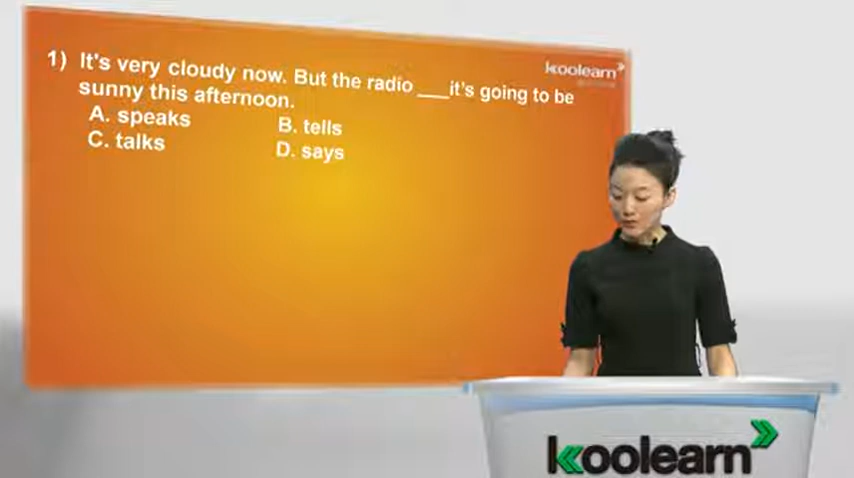 1) It's very cloudy now. But the radio ___it's going to be
sunny this afternoon.
A. speaks
B. tells
C. talks
D. says
koolearn
koolearn